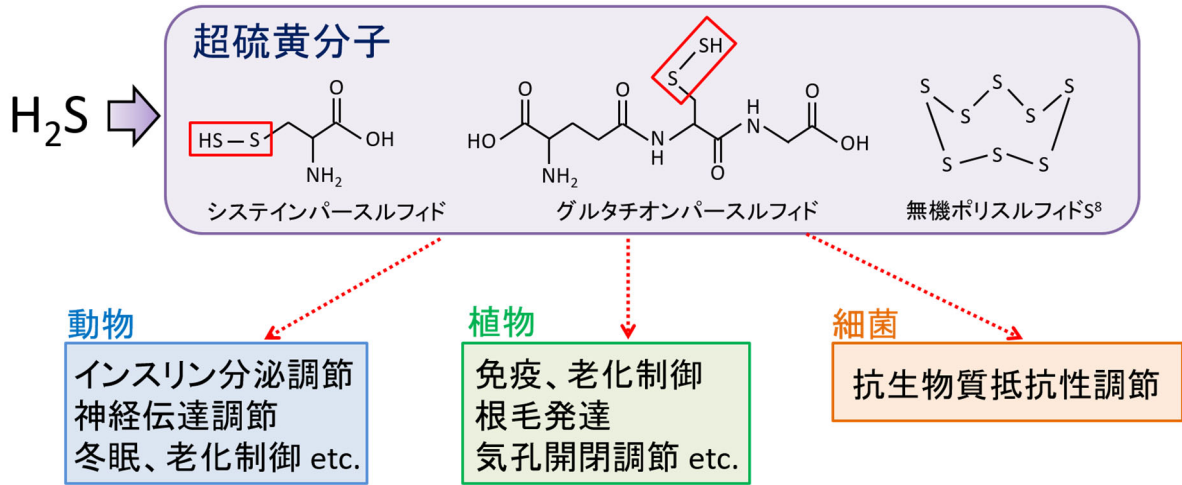 超硫黄分子
H₂S
SH
S
O
O
O
O
HS
S
OH
HO
N
H
H
N
OH
NH₂
NH₂
O
S S S S
S S
S S
システインパースルフィド
グルタチオンパースルフィド
無機ポリスルフィドS⁸
動物
インスリン分泌調節
神経伝達調節
冬眠、老化制御 etc.
植物
免疫、老化制御
根毛発達
気孔開閉調節 etc.
細菌
抗生物質抵抗性調節